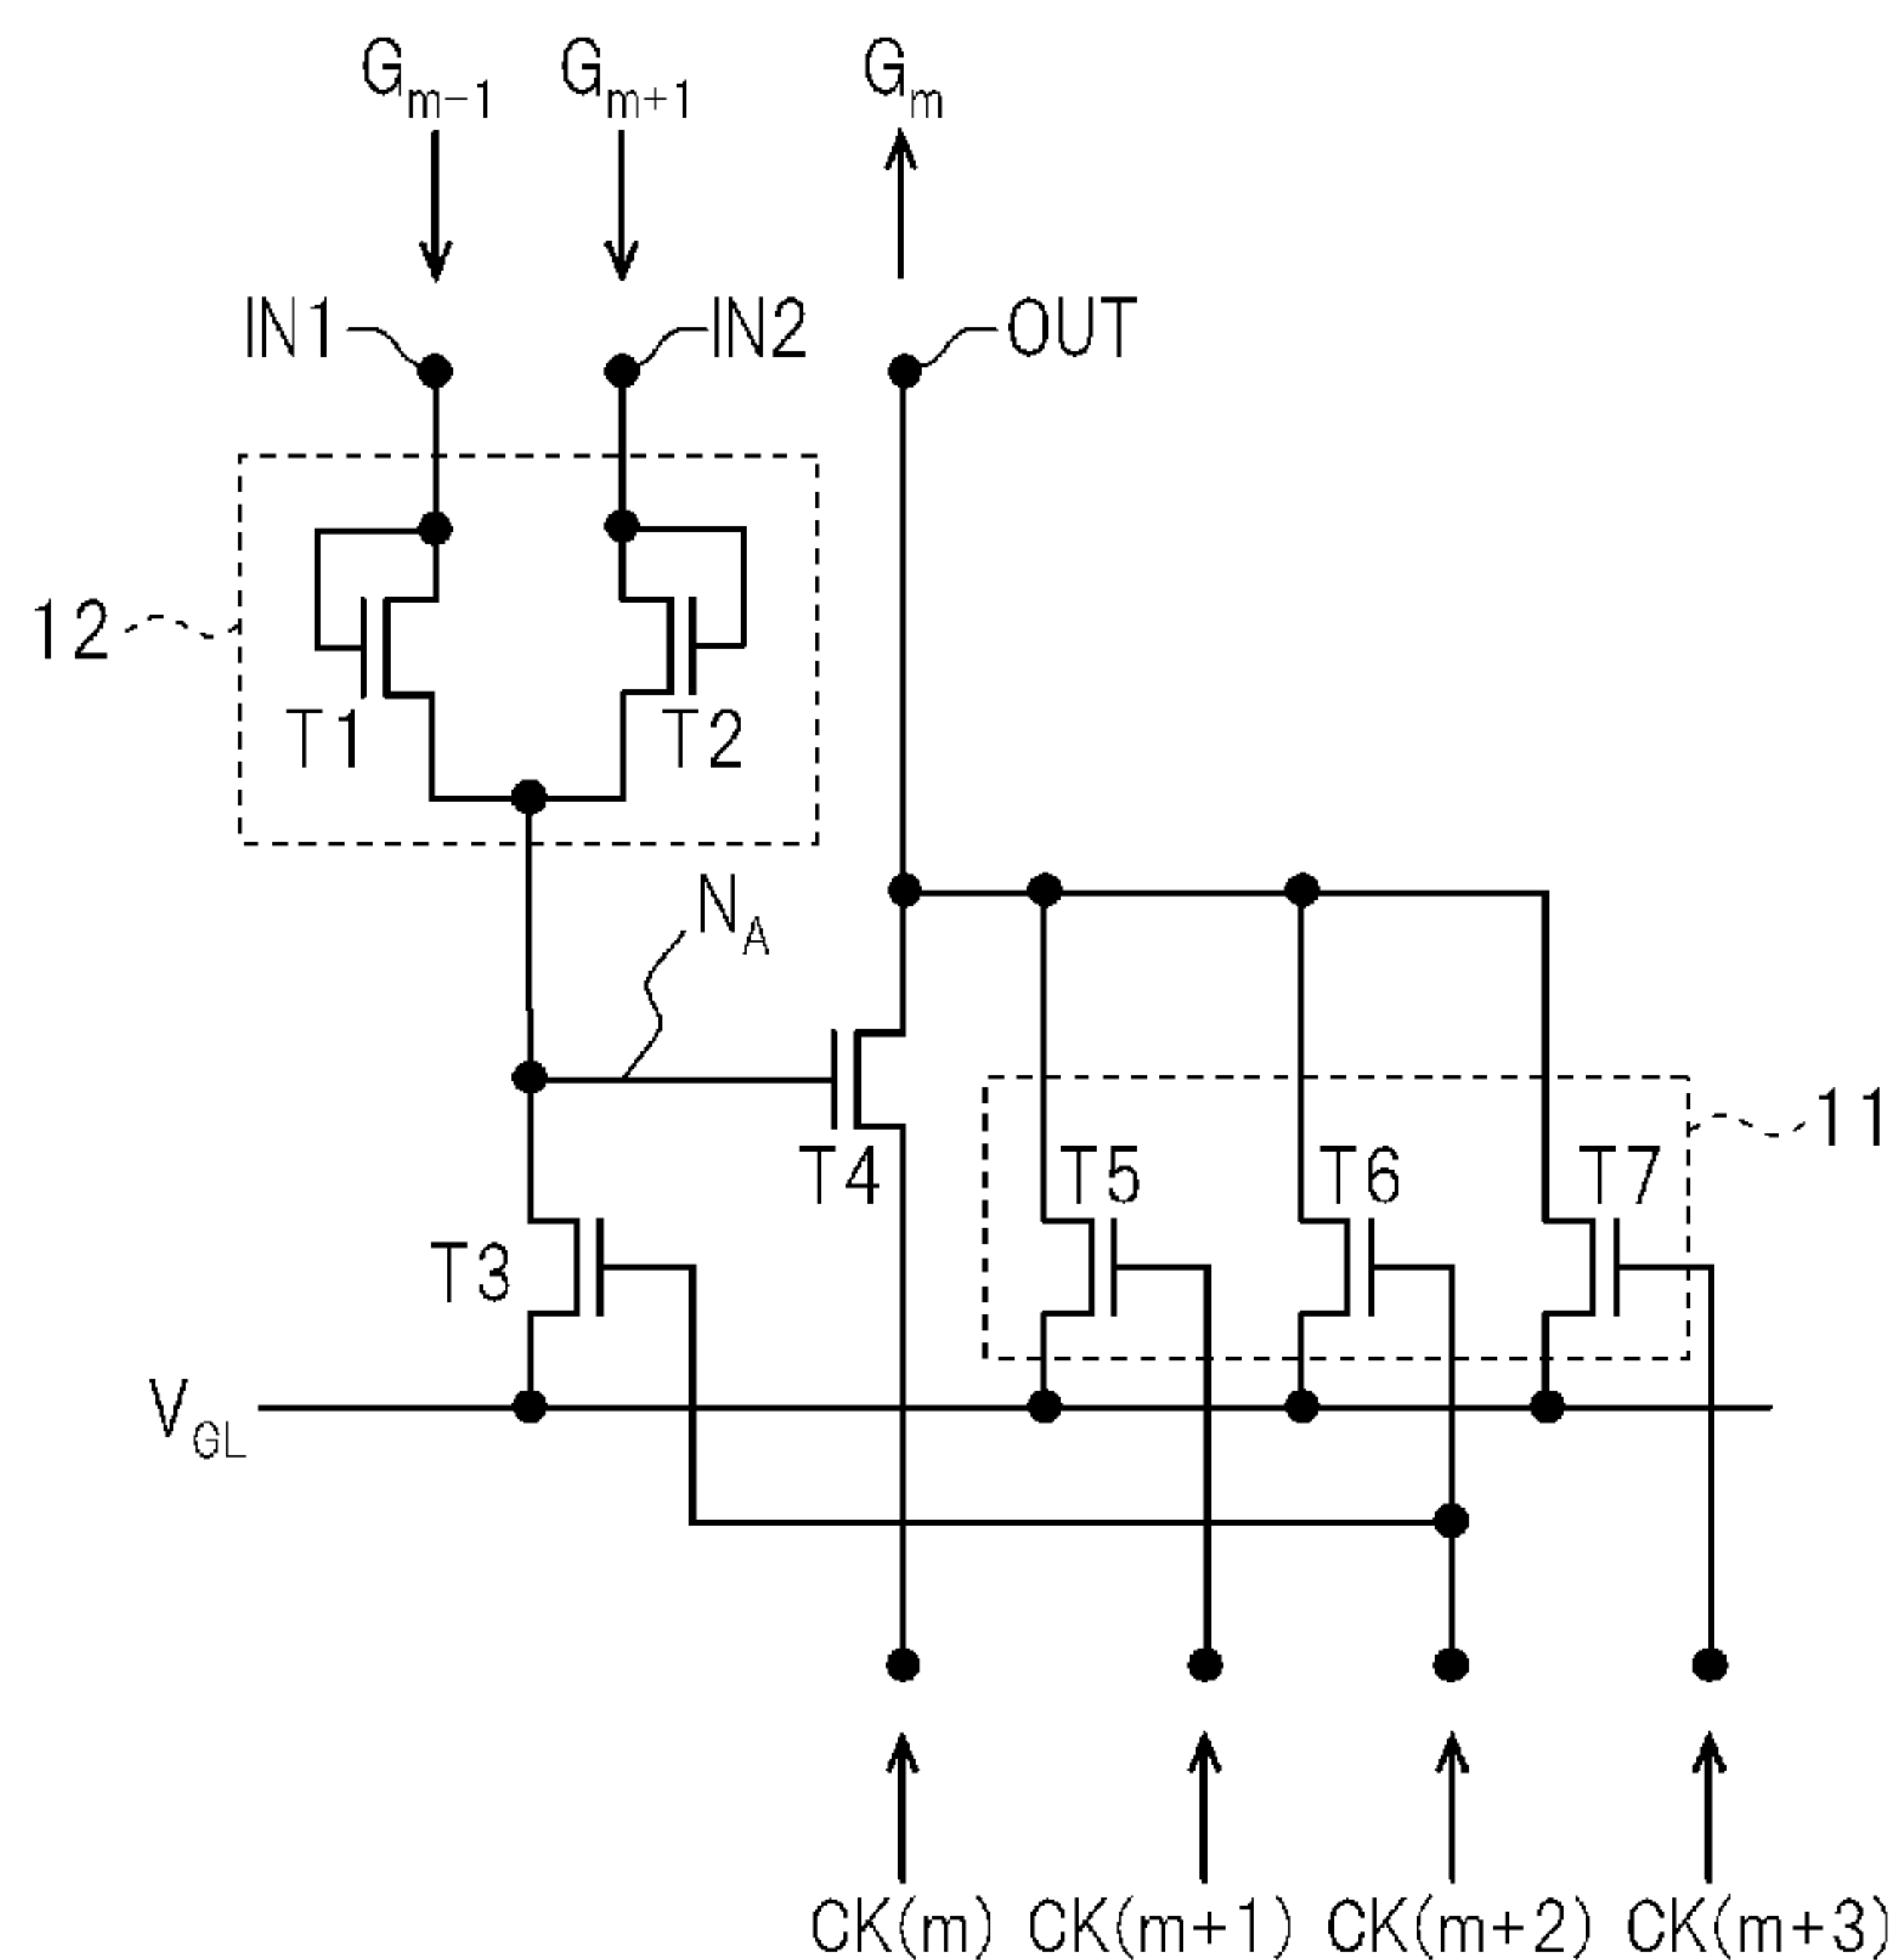 Gm-1 Gm+1 Gm
IN1 IN2 OUT
12
T1 T2
NA
11
T4 T5 T6 T7
T3
VGL
CK(m) CK(m+1) CK(m+2) CK(m+3)